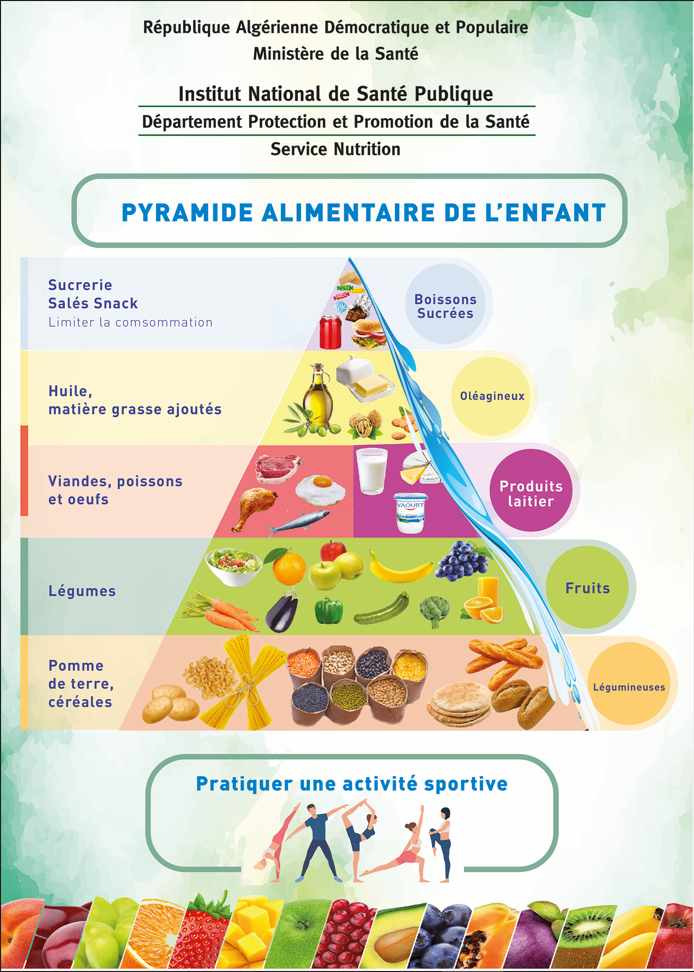 République Algérienne Démocratique et Populaire
Ministère de la Santé
Institut National de Santé Publique
Département Protection et Promotion de la Santé
Service Nutrition
PYRAMIDE ALIMENTAIRE DE L'ENFANT
Sucrerie
Salés Snack
Limiter la comsommation
Boissons
Sucrées
Huile,
matière grasse ajoutés
Oléagineux
Viandes, poissons
et oeufs
YAOURT
Produits
laitier
Légumes
Fruits
Pomme
de terre,
céréales
Légumineuses
Pratiquer une activité sportive